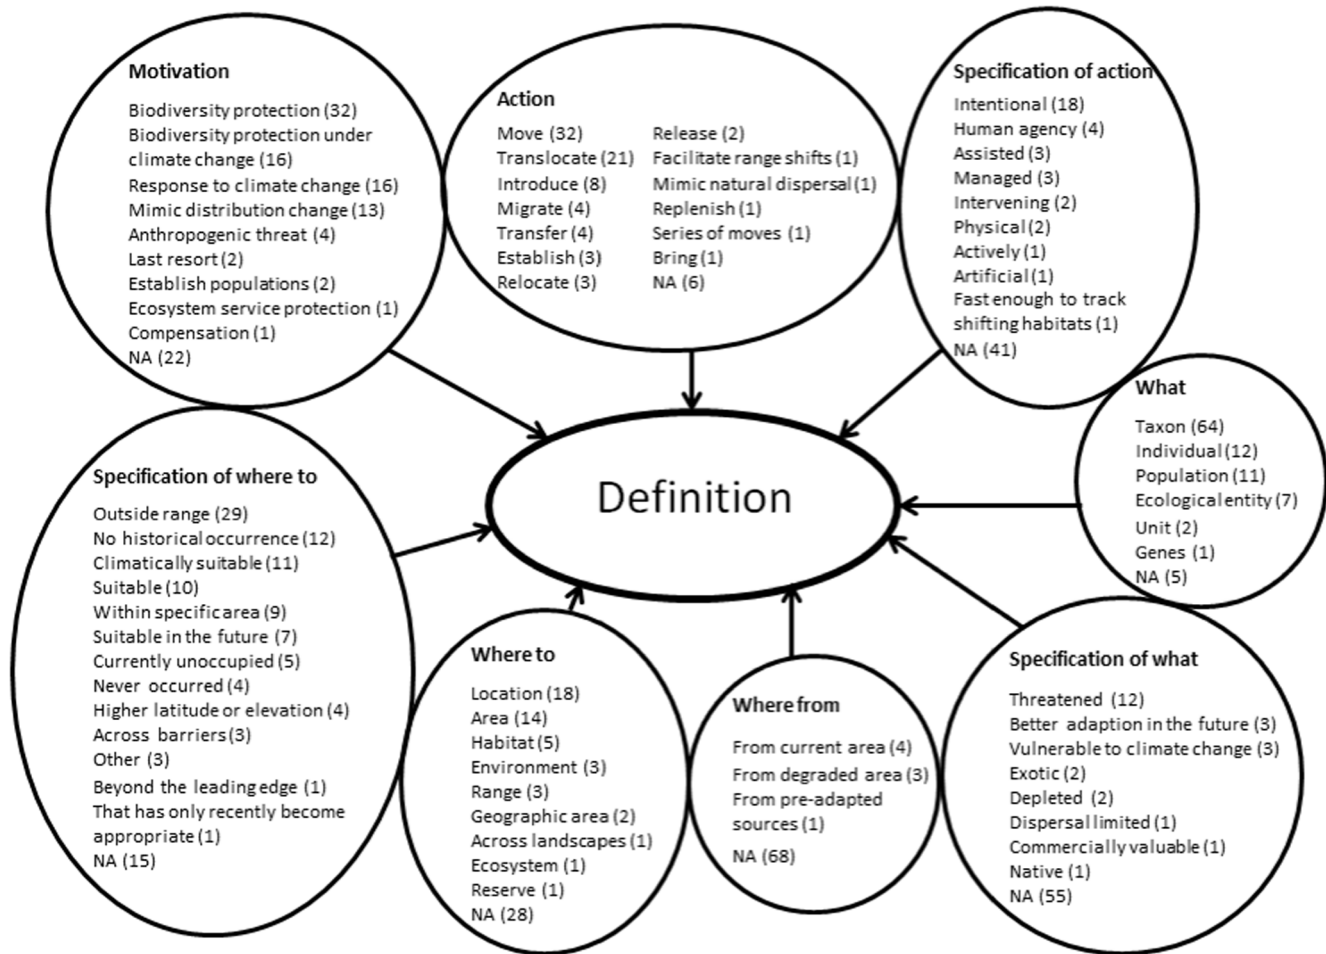 Motivation
Biodiversity protection (32)
Biodiversity protection under
climate change (16)
Response to climate change (16)
Mimic distribution change (13)
Anthropogenic threat (4)
Last resort (2)
Establish populations (2)
Ecosystem service protection (1)
Compensation (1)
NA (22)
Action
Move (32)
Translocate (21)
Introduce (8)
Migrate (4)
Transfer (4)
Establish (3)
Relocate (3)
Release (2)
Facilitate range shifts (1)
Mimic natural dispersal (1)
Replenish (1)
Series of moves (1)
Bring (1)
NA (6)
Specification of action
Intentional (18)
Human agency (4)
Assisted (3)
Managed (3)
Intervening (2)
Physical (2)
Actively (1)
Artificial (1)
Fast enough to track
shifting habitats (1)
NA (41)
What
Taxon (64)
Individual (12)
Population (11)
Ecological entity (7)
Unit (2)
Genes (1)
NA (5)
Definition
Specification of where to
Outside range (29)
No historical occurrence (12)
Climatically suitable (11)
Suitable (10)
Within specific area (9)
Suitable in the future (7)
Currently unoccupied (5)
Never occurred (4)
Higher latitude or elevation (4)
Across barriers (3)
Other (3)
Beyond the leading edge (1)
That has only recently become
appropriate (1)
NA (15)
Where to
Location (18)
Area (14)
Habitat (5)
Environment (3)
Range (3)
Geographic area (2)
Across landscapes (1)
Ecosystem (1)
Reserve (1)
NA (28)
Where from
From current area (4)
From degraded area (3)
From pre-adapted
sources (1)
NA (68)
Specification of what
Threatened (12)
Better adaption in the future (3)
Vulnerable to climate change (3)
Exotic (2)
Depleted (2)
Dispersal limited (1)
Commercially valuable (1)
Native (1)
NA (55)